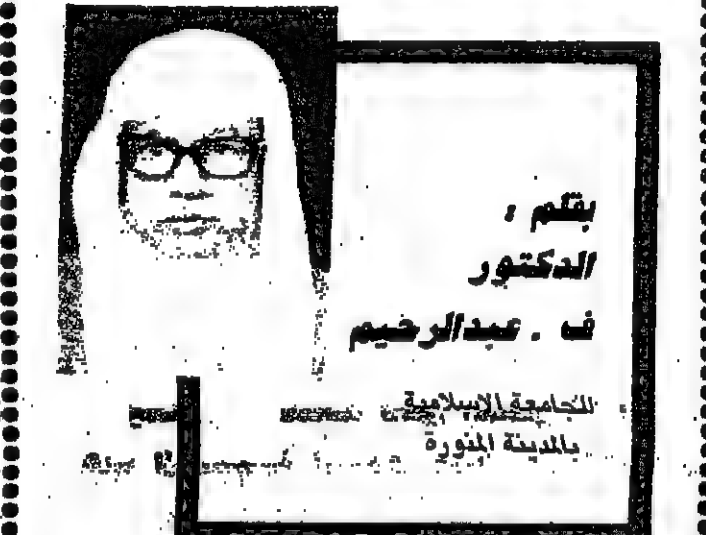 بقلم :
الدكتور
ف . عبدالرحيم
الجامعة الإسلامية
بالمدينة المنورة